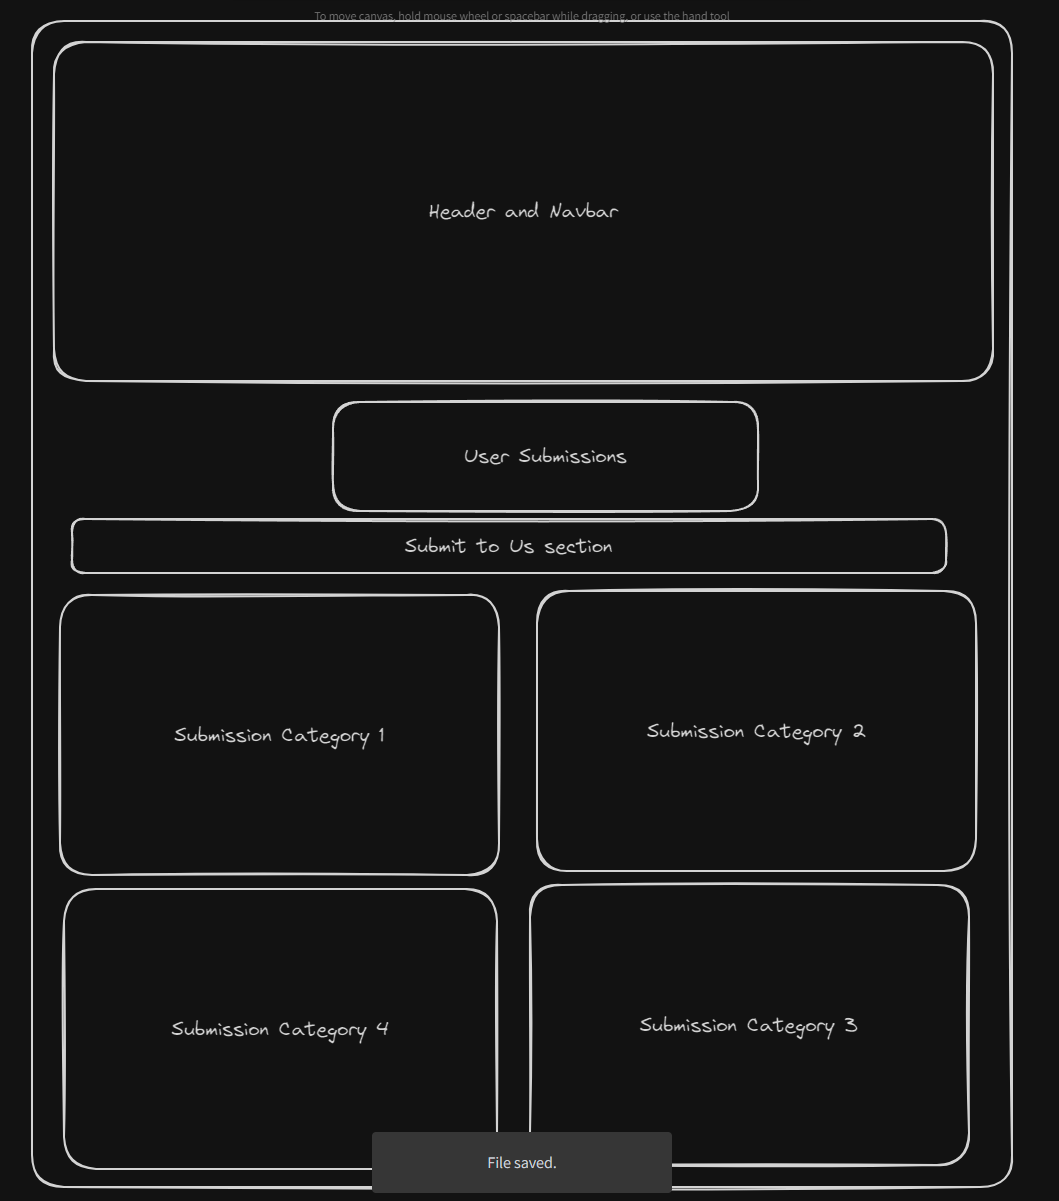 To move canvas, hold mouse wheel or spacebar while dragging, or use the hand tool
Header and Navbar
User Submissions
Submit to Us section
Submission Category 1
Submission Category 2
Submission Category 4
Submission Category 3
File saved.